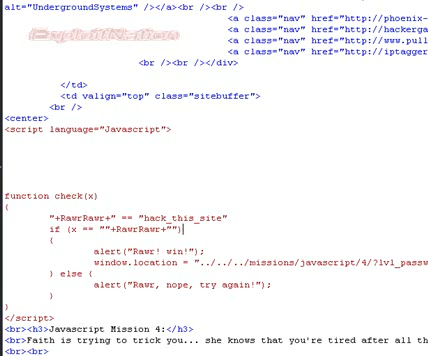 alt="UndergroundSystems" /></a><br /><br />
<a class="nav" href="http://phoenix-
<a class="nav" href="http://hackerga
<a class="nav" href="http://www.pull
<a class="nav" href="http://iptagger
<br /><br /></div>
</td>
<td valign="top" class="sitebuffer">
<br />
<center>
<script language="Javascript">
function check(x)
{
"+RawrRawr+" == "hack_this_site"
if (x == ""+RawrRawr+"")
{
alert("Rawr! win!");
window.location = "../../../missions/javascript/4/?lvl_passw
} else {
alert("Rawr, nope, try again!");
}
}
</script>
<br><h3>Javascript Mission 4:</h3>
<br>Faith is trying to trick you... she knows that you're tired after all th
<br><br>